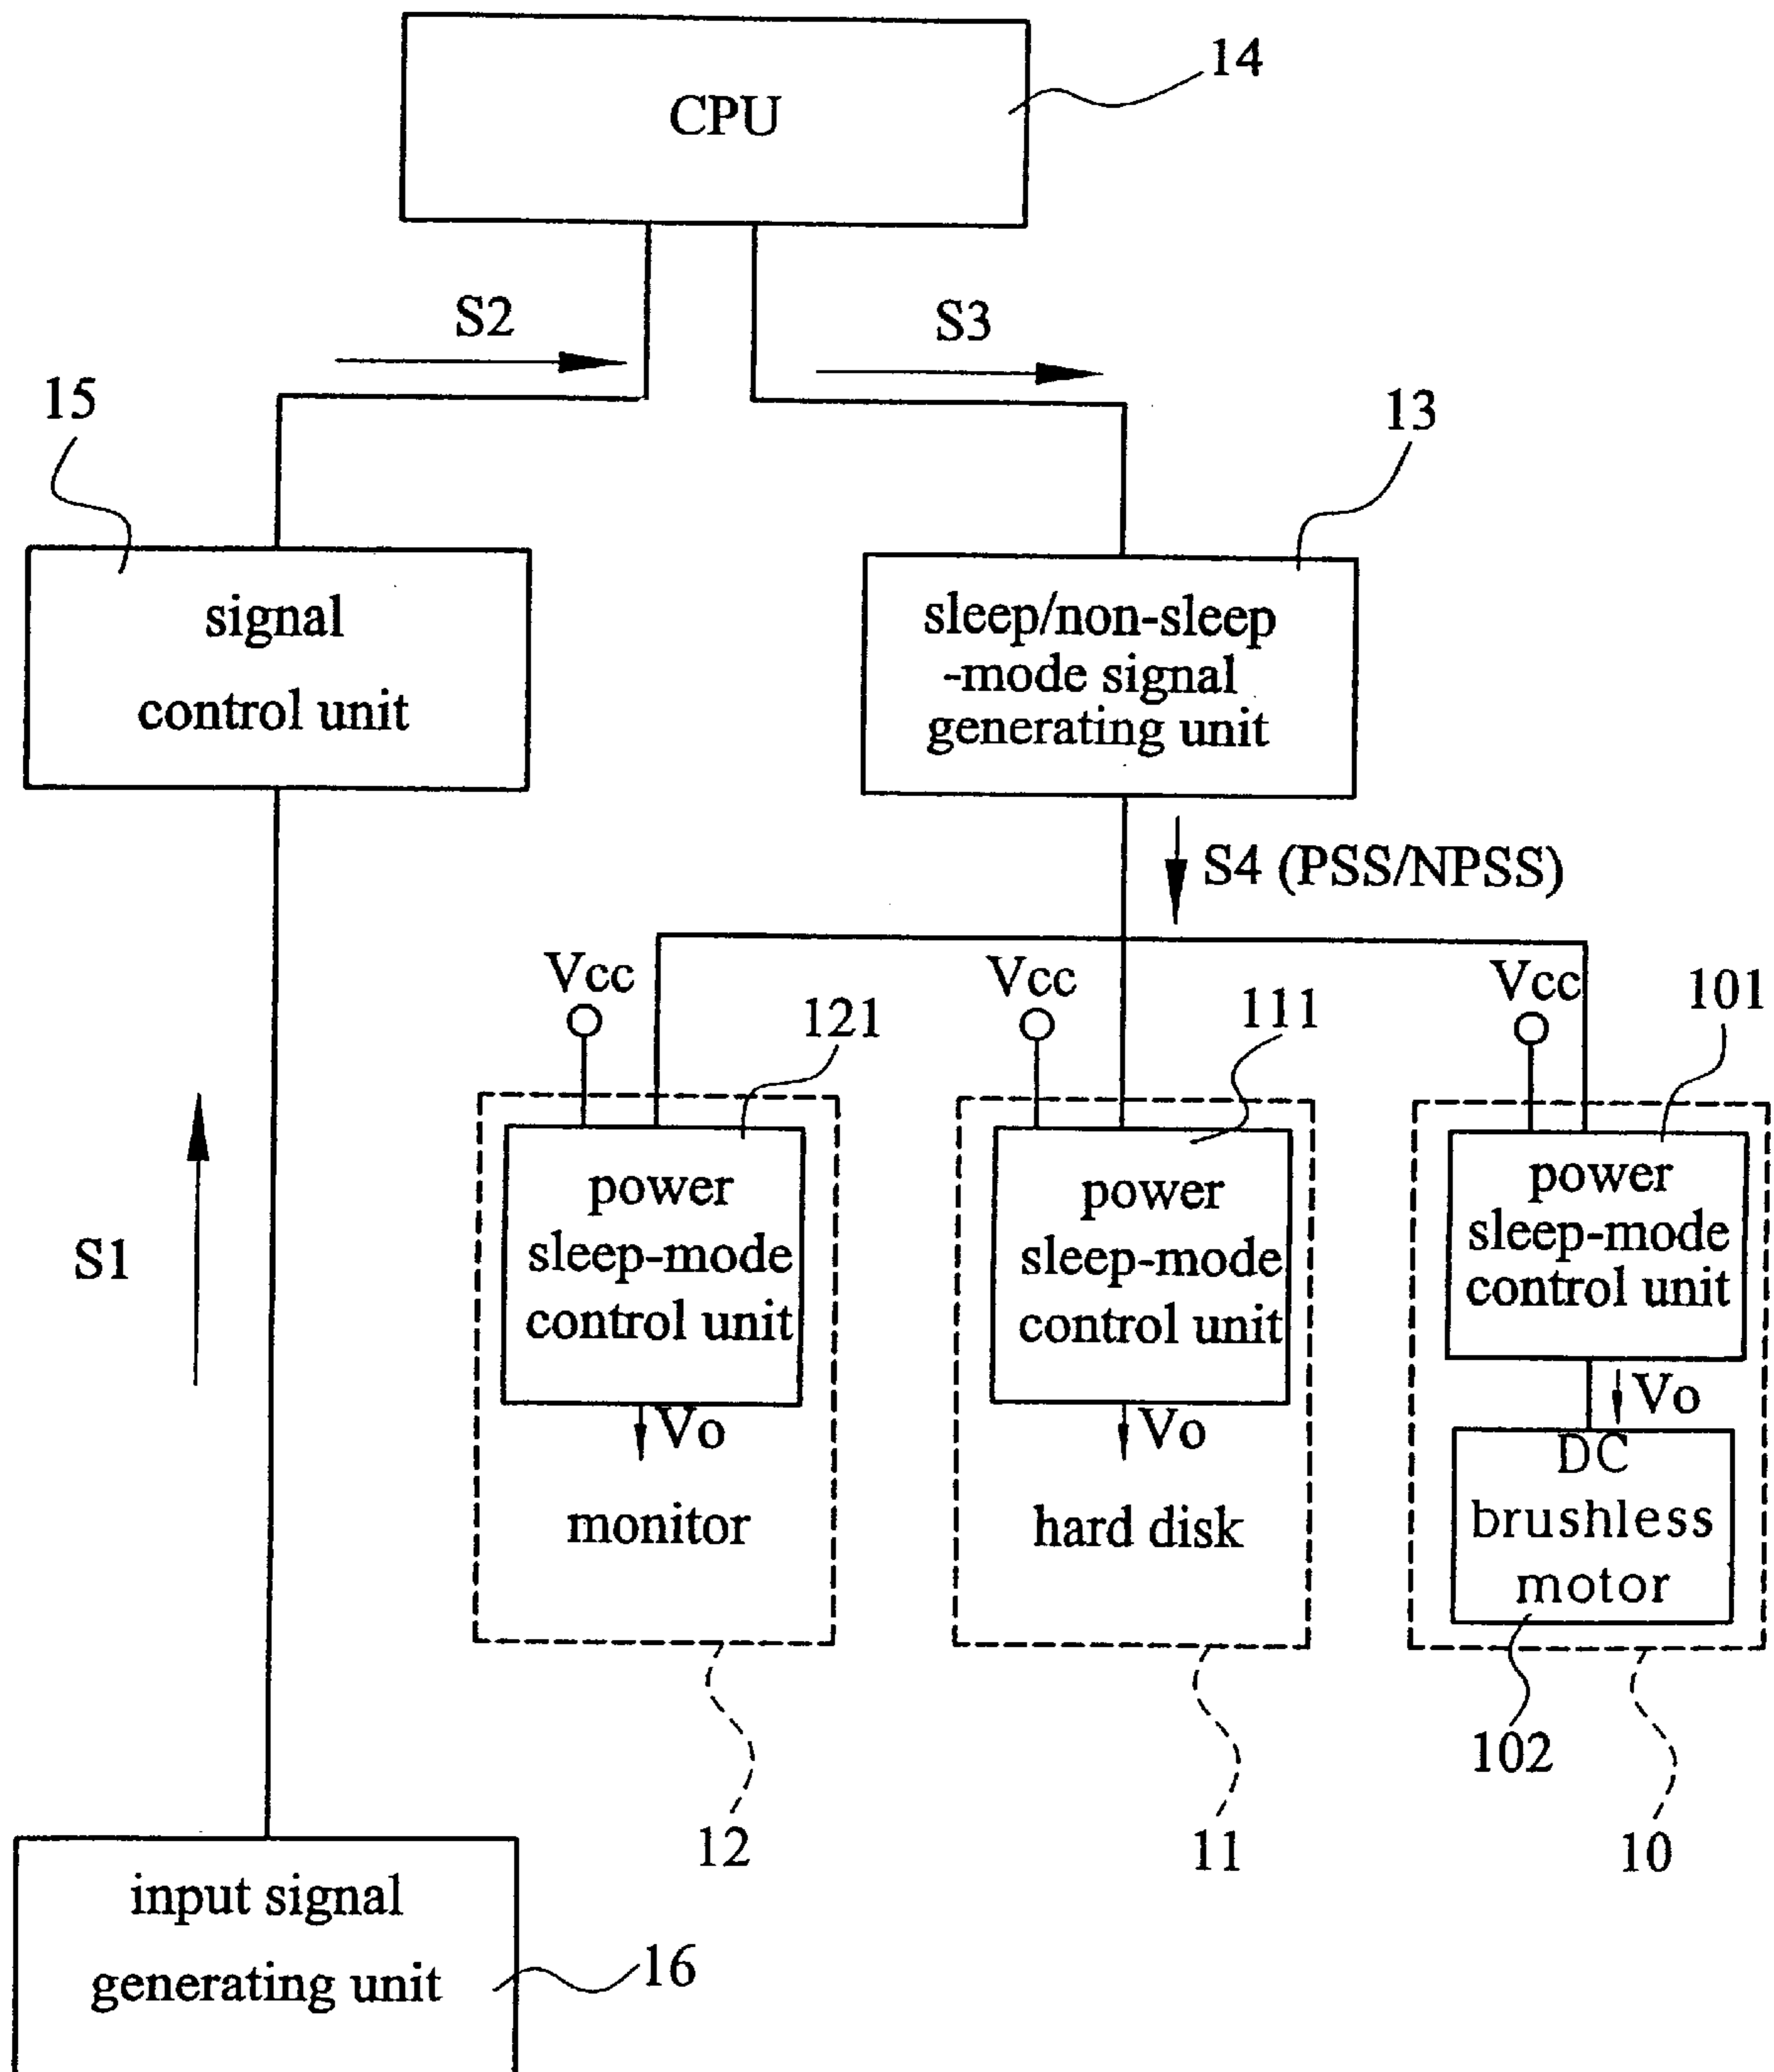 14
CPU
S2
S3
15
13
signal
control unit
sleep/non-sleep
-mode signal
generating unit
S4 (PSS/NPSS)
Vcc
Vcc
Vcc
121
111
101
power
sleep-mode
control unit
power
sleep-mode
control unit
power
sleep-mode
control unit
S1
Vo
Vo
Vo
monitor
hard disk
DC
brushless
motor
102
12
11
10
input signal
generating unit
16